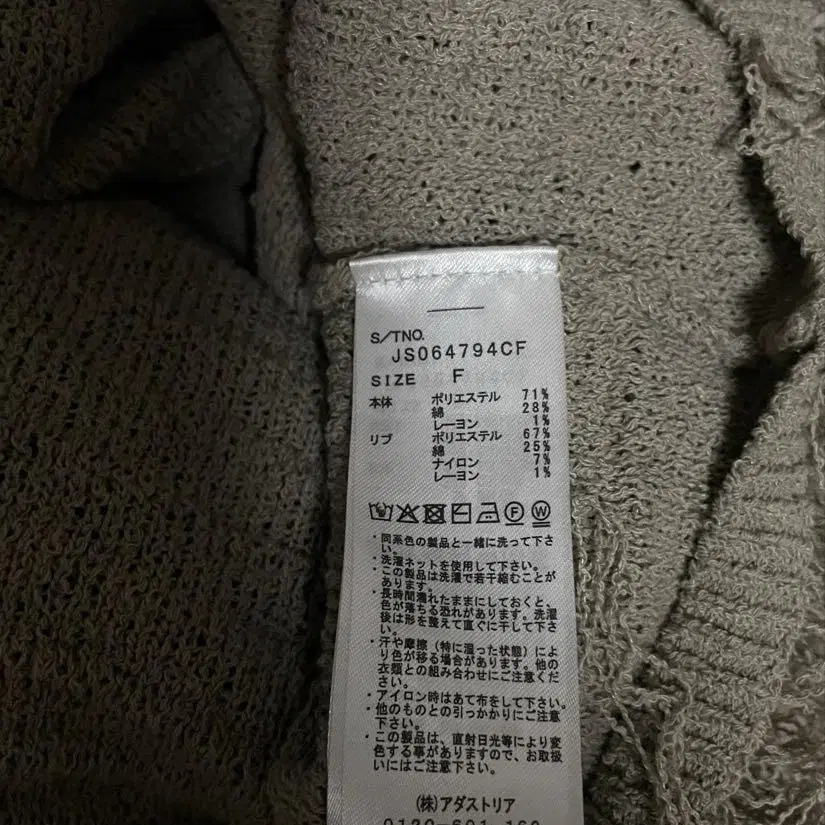 S/TNO.
JS064794CF
SIZE F
本体 ポリエステル 71%
綿 28%
レーヨン 1%
リブ ポリエステル 67%
綿 25%
ナイロン 7%
レーヨン 1%
F W
・同系色の製品と一緒に洗って下さ
い。
・洗濯ネットを使用して下さい。
・この製品は洗濯で若干縮むことが
あります。
・長時間濡れたままにしておくと、
色が落ちる恐れがあります。洗濯
後は形を整えて直ぐに干して下さ
い。
・汗や摩擦（特に湿った状態）によ
り色が移る場合があります。他の
衣類との組み合わせにご注意くだ
さい。
・アイロン時はあて布をして下さい。
・他のものとの引っかかりにご注意
下さい。
・この製品は、直射日光等により変
色する事がありますので、お取扱
いにはご注意下さい。
(株)アダストリア
0120-601-162